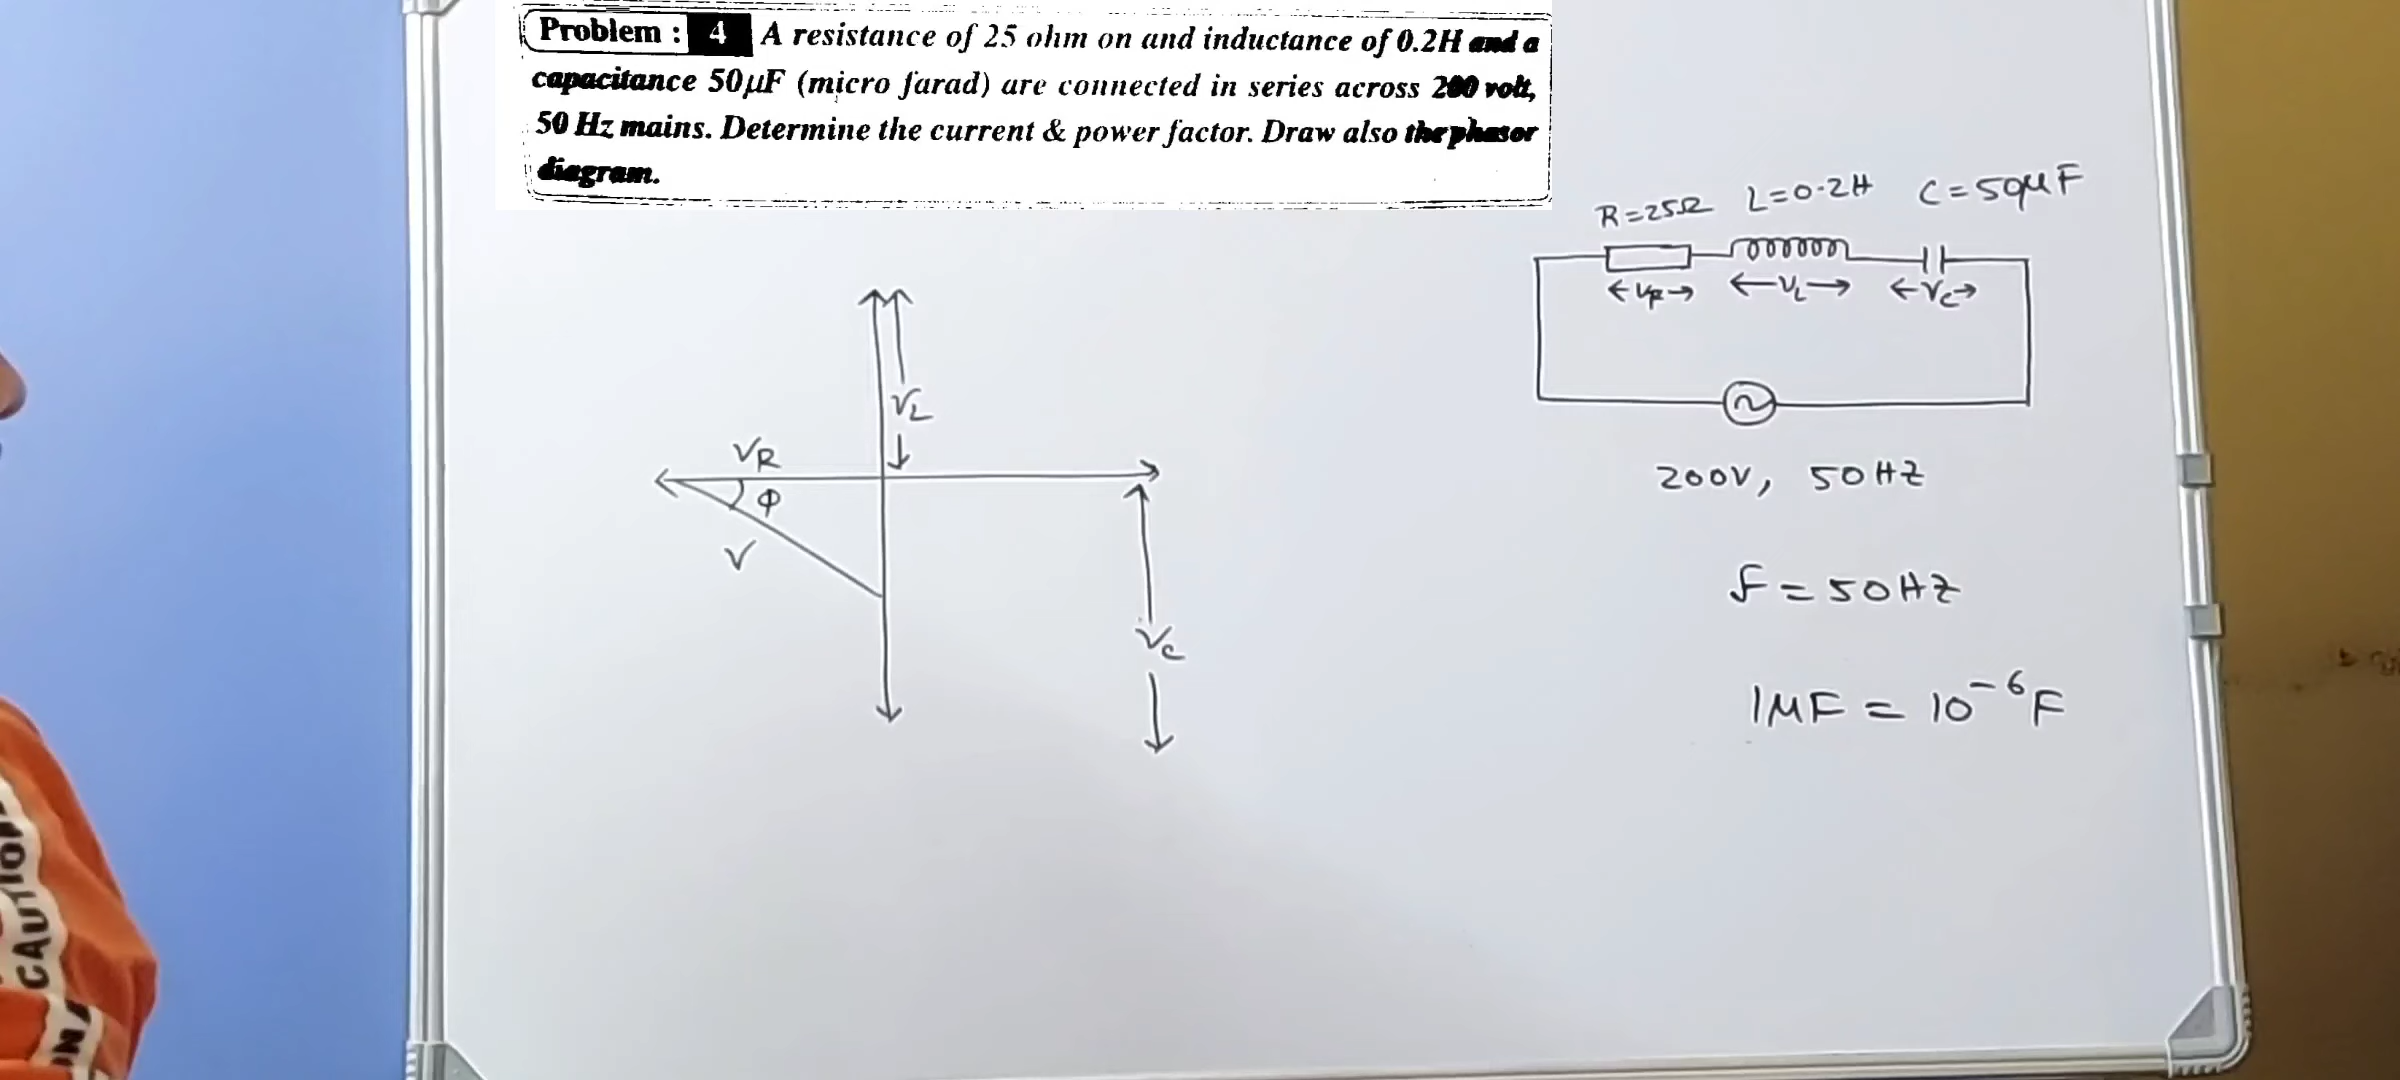 Problem : 4 A resistance of 25 ohm on and inductance of 0.2H and a
capacitance 50μF (micro farad) are connected in series across 200 volt,
50 Hz mains. Determine the current & power factor. Draw also the phasor
diagram.
R=25Ω L=0.2H C=50μF
VR VL VC
200V, 50HZ
f=50HZ
1μF = 10⁻⁶F
VL
VR
φ
V
VC
CAUTION